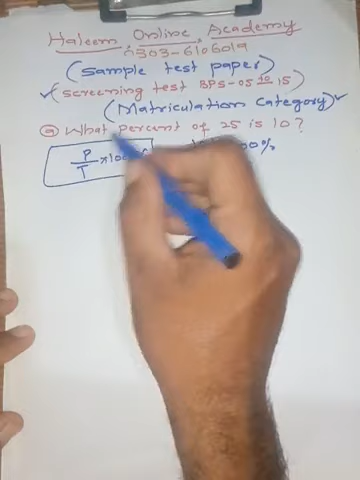 Haleem Online Academy
0303-6106019
(Sample test paper)
✓(Screening test BPS-05 to 15)
(Matriculation Category)✓
Q What percent of 25 is 10?
P/T ×100
00%